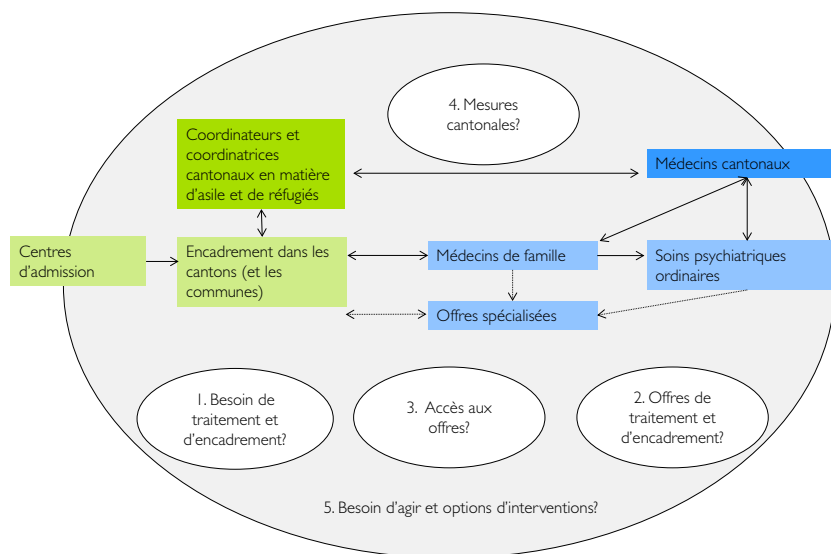 4. Mesures
cantonales?
Coordinateurs et
coordinatrices
cantonaux en matière
d'asile et de réfugiés
Médecins cantonaux
Centres
d'admission
Encadrement dans les
cantons (et les
communes)
Médecins de famille
Soins psychiatriques
ordinaires
Offres spécialisées
1. Besoin de
traitement et
d'encadrement?
3. Accès aux
offres?
2. Offres de
traitement et
d'encadrement?
5. Besoin d'agir et options d'interventions?